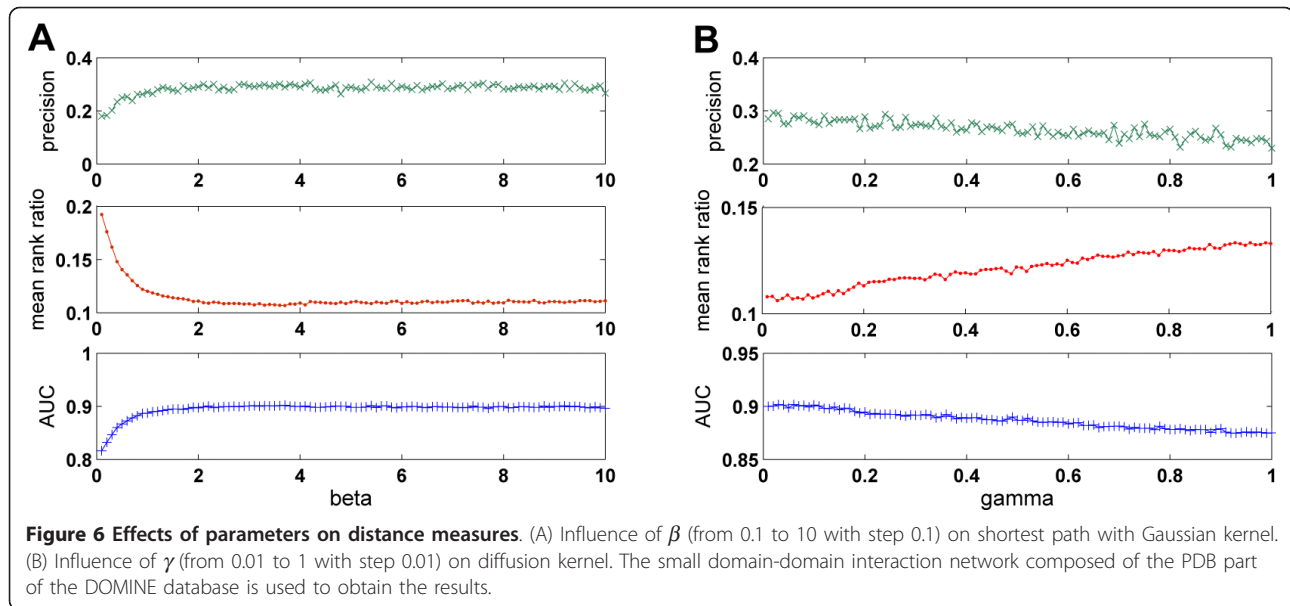 A
precision
0.4
0.2
0
0 2 4 6 8 10
mean rank ratio
0.2
0.15
0.1
0 2 4 6 8 10
AUC
1
0.9
0.8
0 2 4 6 8 10
beta
B
precision
0.4
0.3
0.2
0 0.2 0.4 0.6 0.8 1
mean rank ratio
0.15
0.1
0 0.2 0.4 0.6 0.8 1
AUC
0.95
0.9
0.85
0 0.2 0.4 0.6 0.8 1
gamma
Figure 6 Effects of parameters on distance measures. (A) Influence of β (from 0.1 to 10 with step 0.1) on shortest path with Gaussian kernel.
(B) Influence of γ (from 0.01 to 1 with step 0.01) on diffusion kernel. The small domain-domain interaction network composed of the PDB part
of the DOMINE database is used to obtain the results.